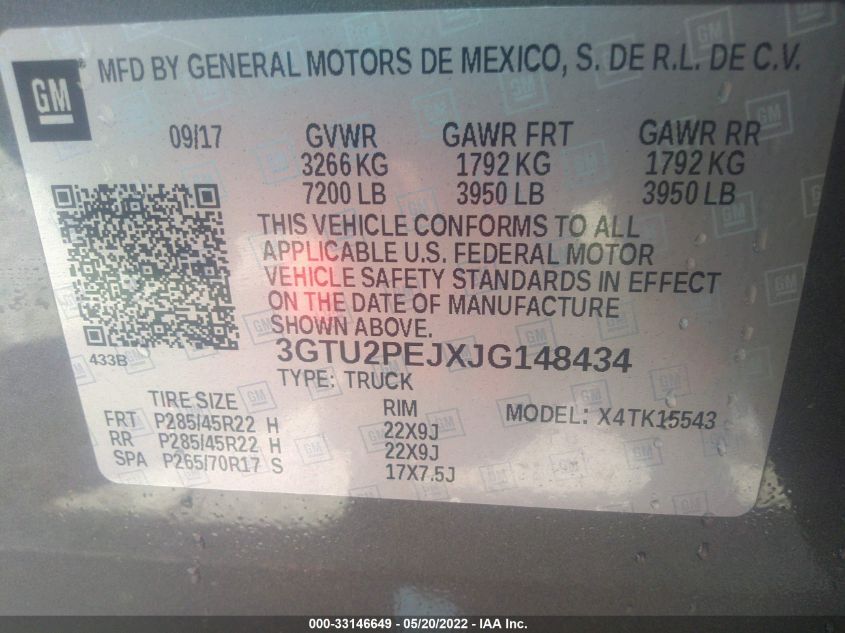 GM
MFD BY GENERAL MOTORS DE MEXICO, S. DE R.L. DE C.V.
09/17 GVWR GAWR FRT GAWR RR
3266 KG 1792 KG 1792 KG
7200 LB 3950 LB 3950 LB
THIS VEHICLE CONFORMS TO ALL
APPLICABLE U.S. FEDERAL MOTOR
VEHICLE SAFETY STANDARDS IN EFFECT
ON THE DATE OF MANUFACTURE
SHOWN ABOVE.
433B
3GTU2PEJXJG148434
TYPE: TRUCK
TIRE SIZE RIM MODEL: X4TK15543
FRT P285/45R22 H 22X9J
RR P285/45R22 H 22X9J
SPA P265/70R17 S 17X7.5J
000-33146649 - 05/20/2022 - IAA Inc.